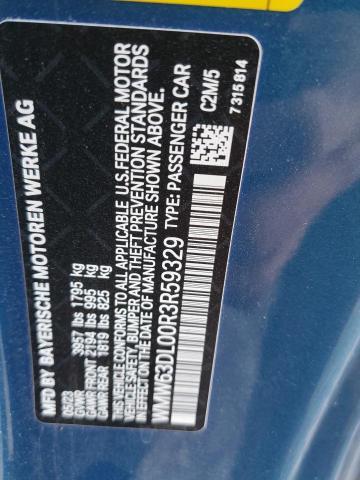 MFD BY BAYERISCHE MOTOREN WERKE AG
05/23
GVWR 3957 lbs 1795 kg
GAWR FRONT 2194 lbs 995 kg
GAWR REAR 1819 lbs 825 kg
THIS VEHICLE CONFORMS TO ALL APPLICABLE U.S. FEDERAL MOTOR
VEHICLE SAFETY, BUMPER AND THEFT PREVENTION STANDARDS
IN EFFECT ON THE DATE OF MANUFACTURE SHOWN ABOVE.
WMW63DL00R3R59329 TYPE: PASSENGER CAR
C2M/5
7 315 814